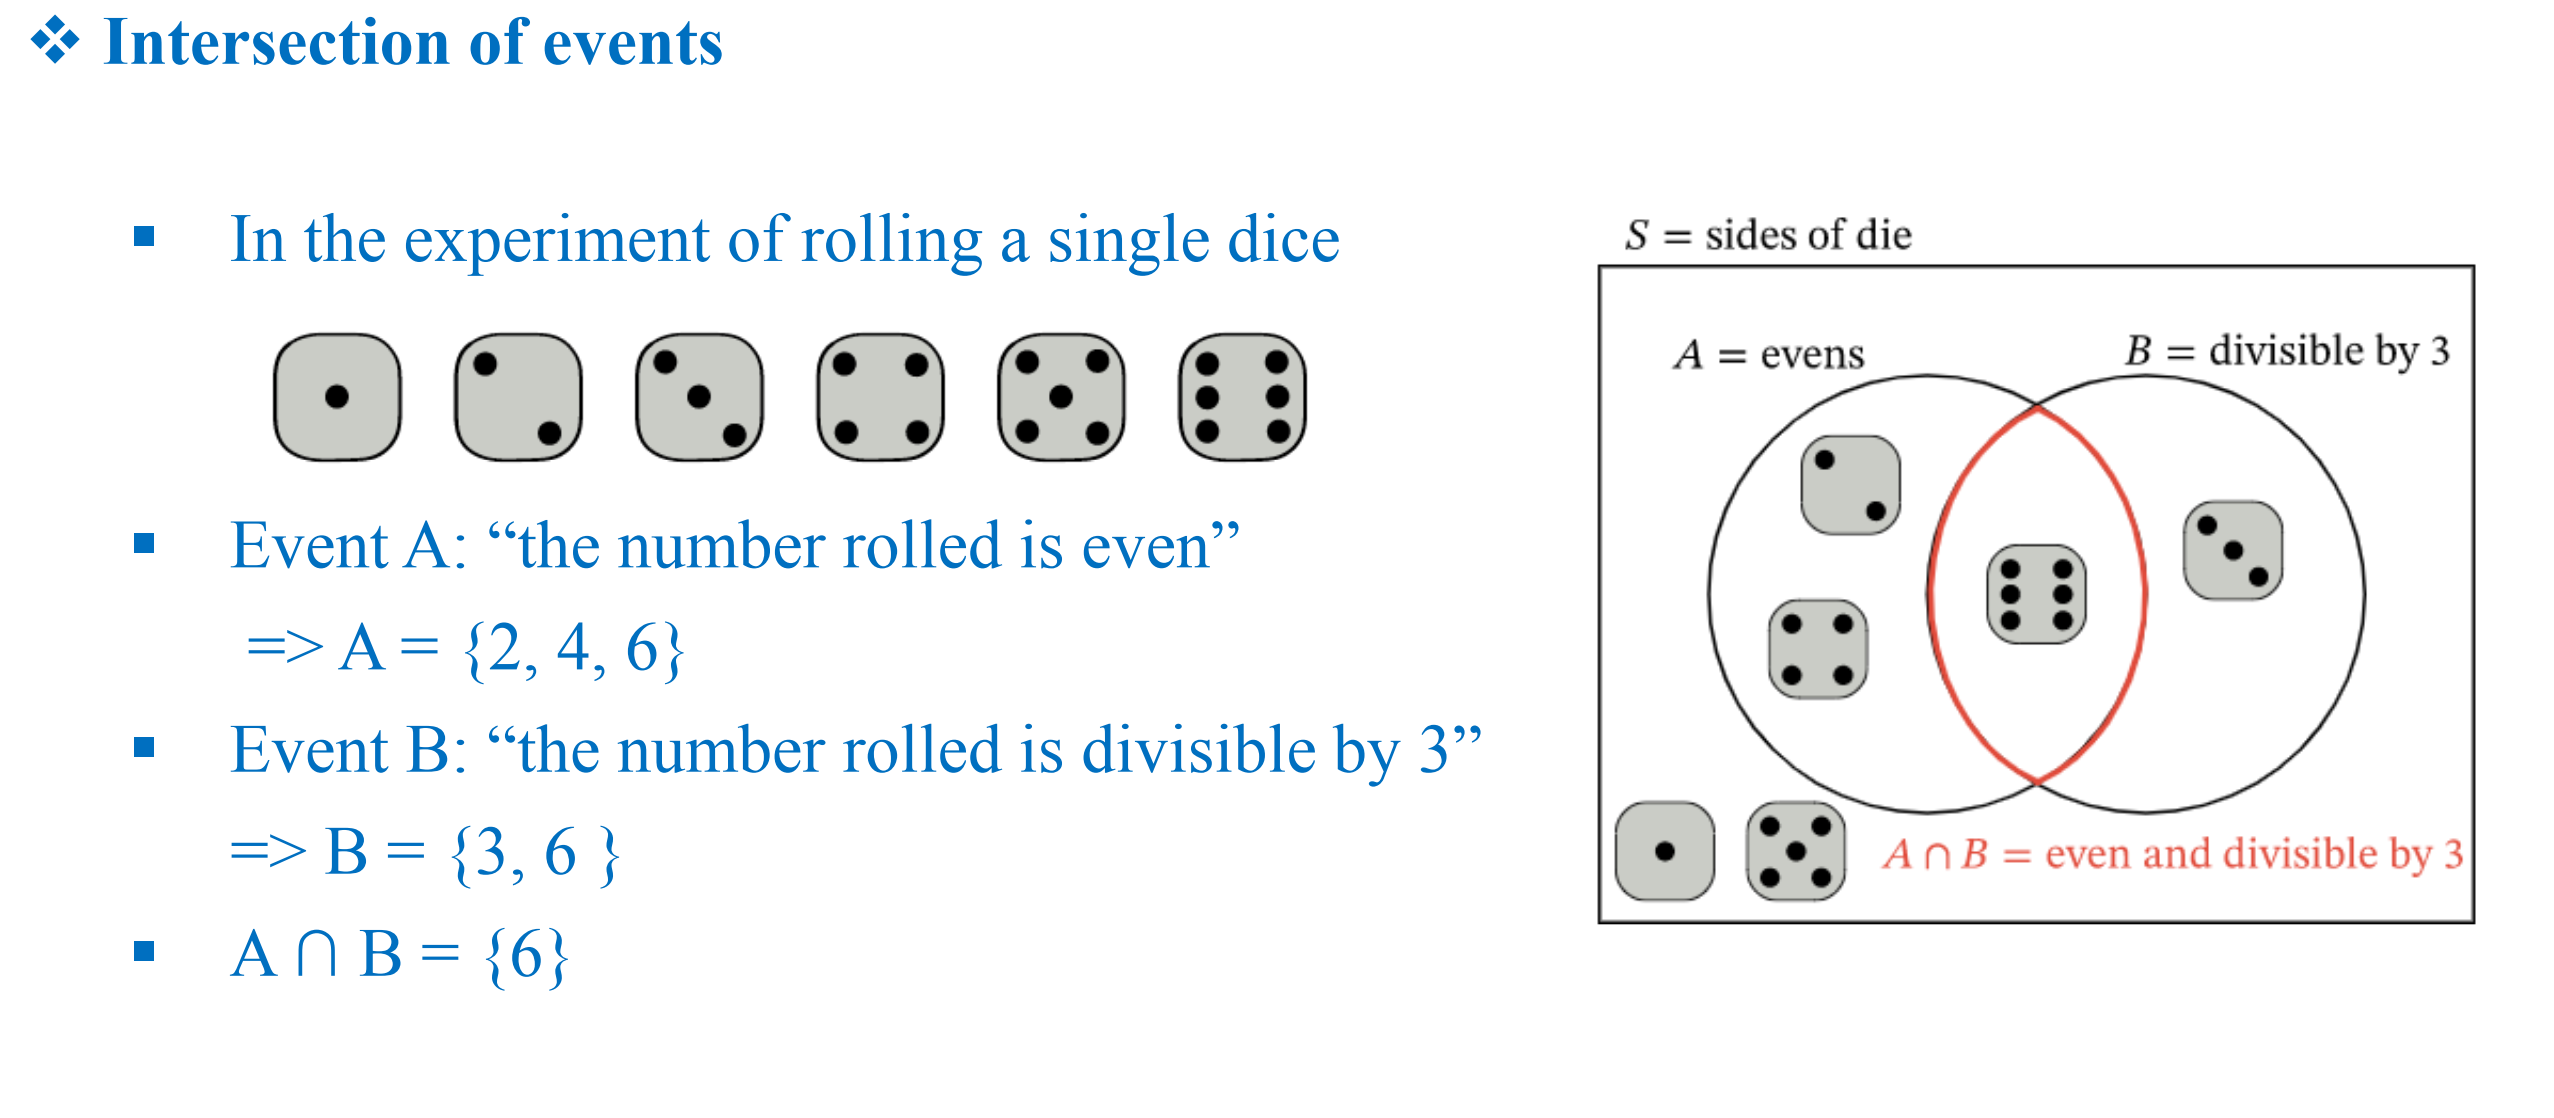 ❖ Intersection of events
▪ In the experiment of rolling a single dice
▪ Event A: “the number rolled is even”
=> A = {2, 4, 6}
▪ Event B: “the number rolled is divisible by 3”
=> B = {3, 6 }
▪ A ∩ B = {6}
S = sides of die
A = evens
B = divisible by 3
A ∩ B = even and divisible by 3